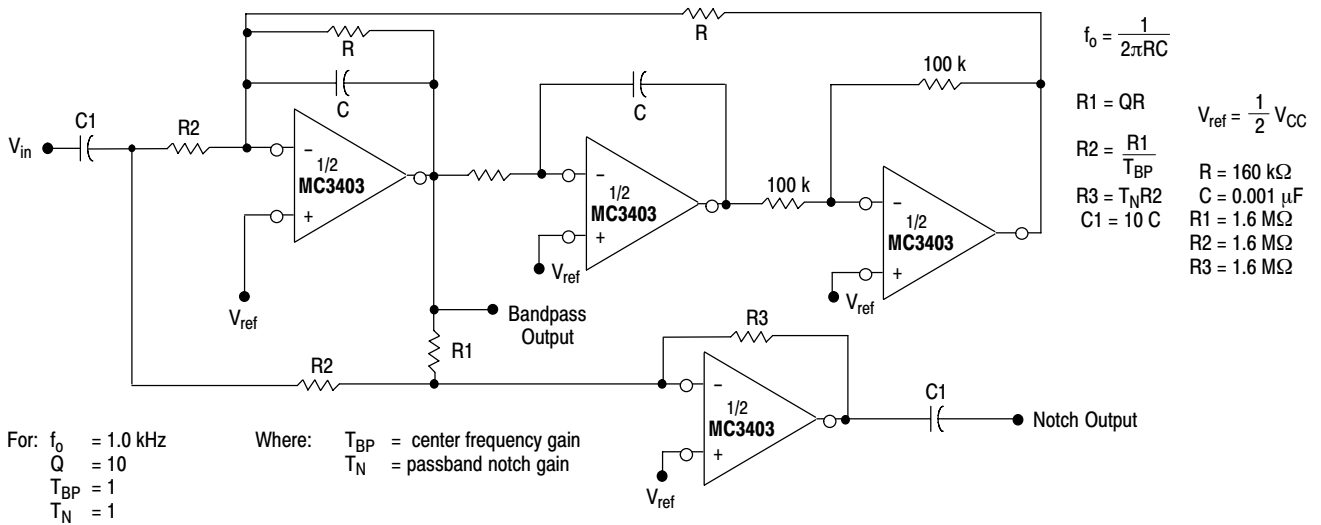 R
R
C
C1
R2
V_in
–
+
1/2
MC3403
V_ref
C
–
+
1/2
MC3403
V_ref
100 k
100 k
–
+
1/2
MC3403
V_ref
Bandpass
Output
R1
R2
R3
–
+
1/2
MC3403
V_ref
C1
Notch Output
f_o = 1 / 2πRC
R1 = QR
R2 = R1 / T_BP
R3 = T_N R2
C1 = 10 C
V_ref = 1/2 V_CC
R = 160 kΩ
C = 0.001 μF
R1 = 1.6 MΩ
R2 = 1.6 MΩ
R3 = 1.6 MΩ
For: f_o = 1.0 kHz
Q = 10
T_BP = 1
T_N = 1
Where: T_BP = center frequency gain
T_N = passband notch gain